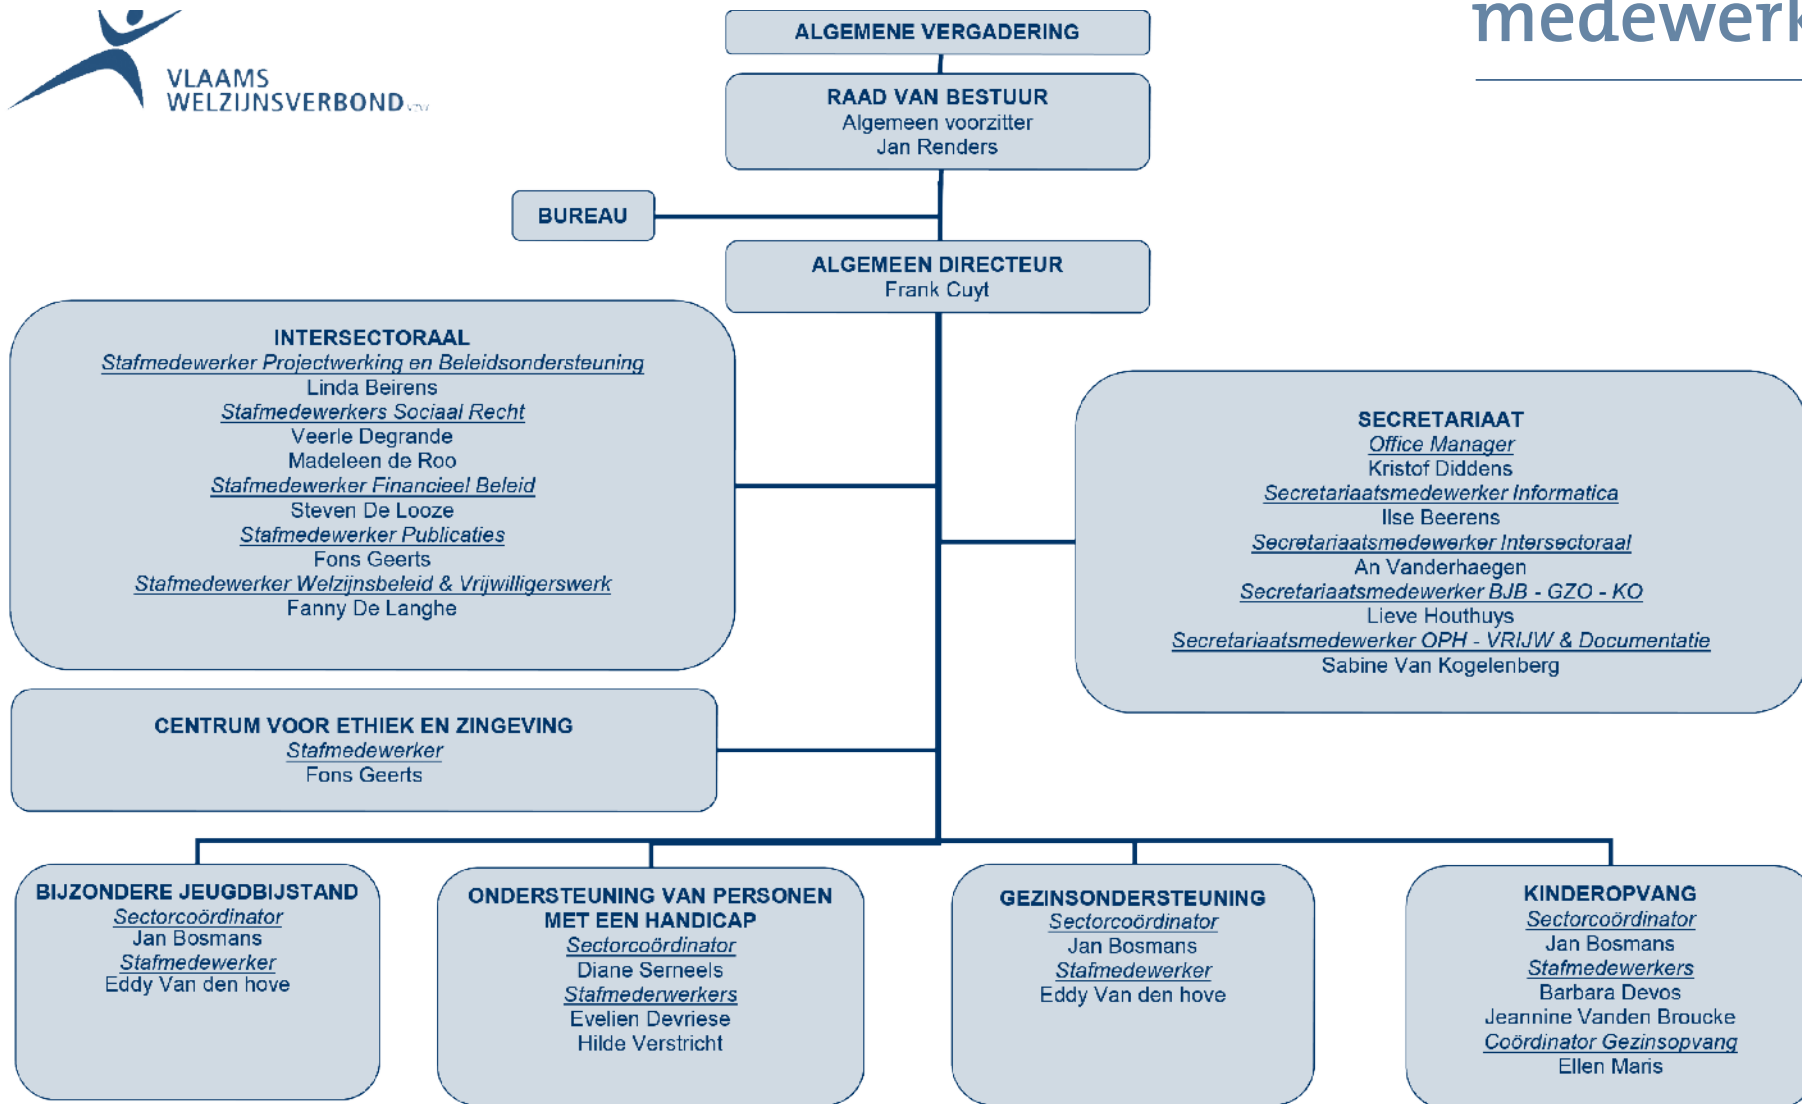 VLAAMS
WELZIJNSVERBOND vzw
medewerk
ALGEMENE VERGADERING
RAAD VAN BESTUUR
Algemeen voorzitter
Jan Renders
BUREAU
ALGEMEEN DIRECTEUR
Frank Cuyt
INTERSECTORAAL
Stafmedewerker Projectwerking en Beleidsondersteuning
Linda Beirens
Stafmedewerkers Sociaal Recht
Veerle Degrande
Madeleen de Roo
Stafmedewerker Financieel Beleid
Steven De Looze
Stafmedewerker Publicaties
Fons Geerts
Stafmedewerker Welzijnsbeleid & Vrijwilligerswerk
Fanny De Langhe
SECRETARIAAT
Office Manager
Kristof Diddens
Secretariaatsmedewerker Informatica
Ilse Beerens
Secretariaatsmedewerker Intersectoraal
An Vanderhaegen
Secretariaatsmedewerker BJB - GZO - KO
Lieve Houthuys
Secretariaatsmedewerker OPH - VRIJW & Documentatie
Sabine Van Kogelenberg
CENTRUM VOOR ETHIEK EN ZINGEVING
Stafmedewerker
Fons Geerts
BIJZONDERE JEUGDBIJSTAND
Sectorcoördinator
Jan Bosmans
Stafmedewerker
Eddy Van den hove
ONDERSTEUNING VAN PERSONEN
MET EEN HANDICAP
Sectorcoördinator
Diane Serneels
Stafmederwerkers
Evelien Devriese
Hilde Verstricht
GEZINSONDERSTEUNING
Sectorcoördinator
Jan Bosmans
Stafmedewerker
Eddy Van den hove
KINDEROPVANG
Sectorcoördinator
Jan Bosmans
Stafmedewerkers
Barbara Devos
Jeannine Vanden Broucke
Coördinator Gezinsopvang
Ellen Maris